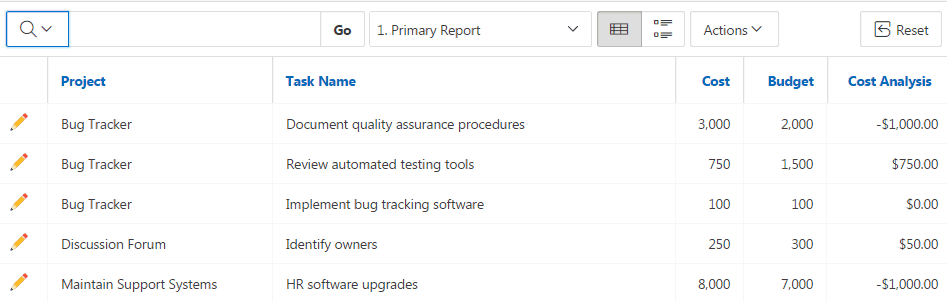 Go 1. Primary Report Actions Reset
Project Task Name Cost Budget Cost Analysis
Bug Tracker Document quality assurance procedures 3,000 2,000 -$1,000.00
Bug Tracker Review automated testing tools 750 1,500 $750.00
Bug Tracker Implement bug tracking software 100 100 $0.00
Discussion Forum Identify owners 250 300 $50.00
Maintain Support Systems HR software upgrades 8,000 7,000 -$1,000.00